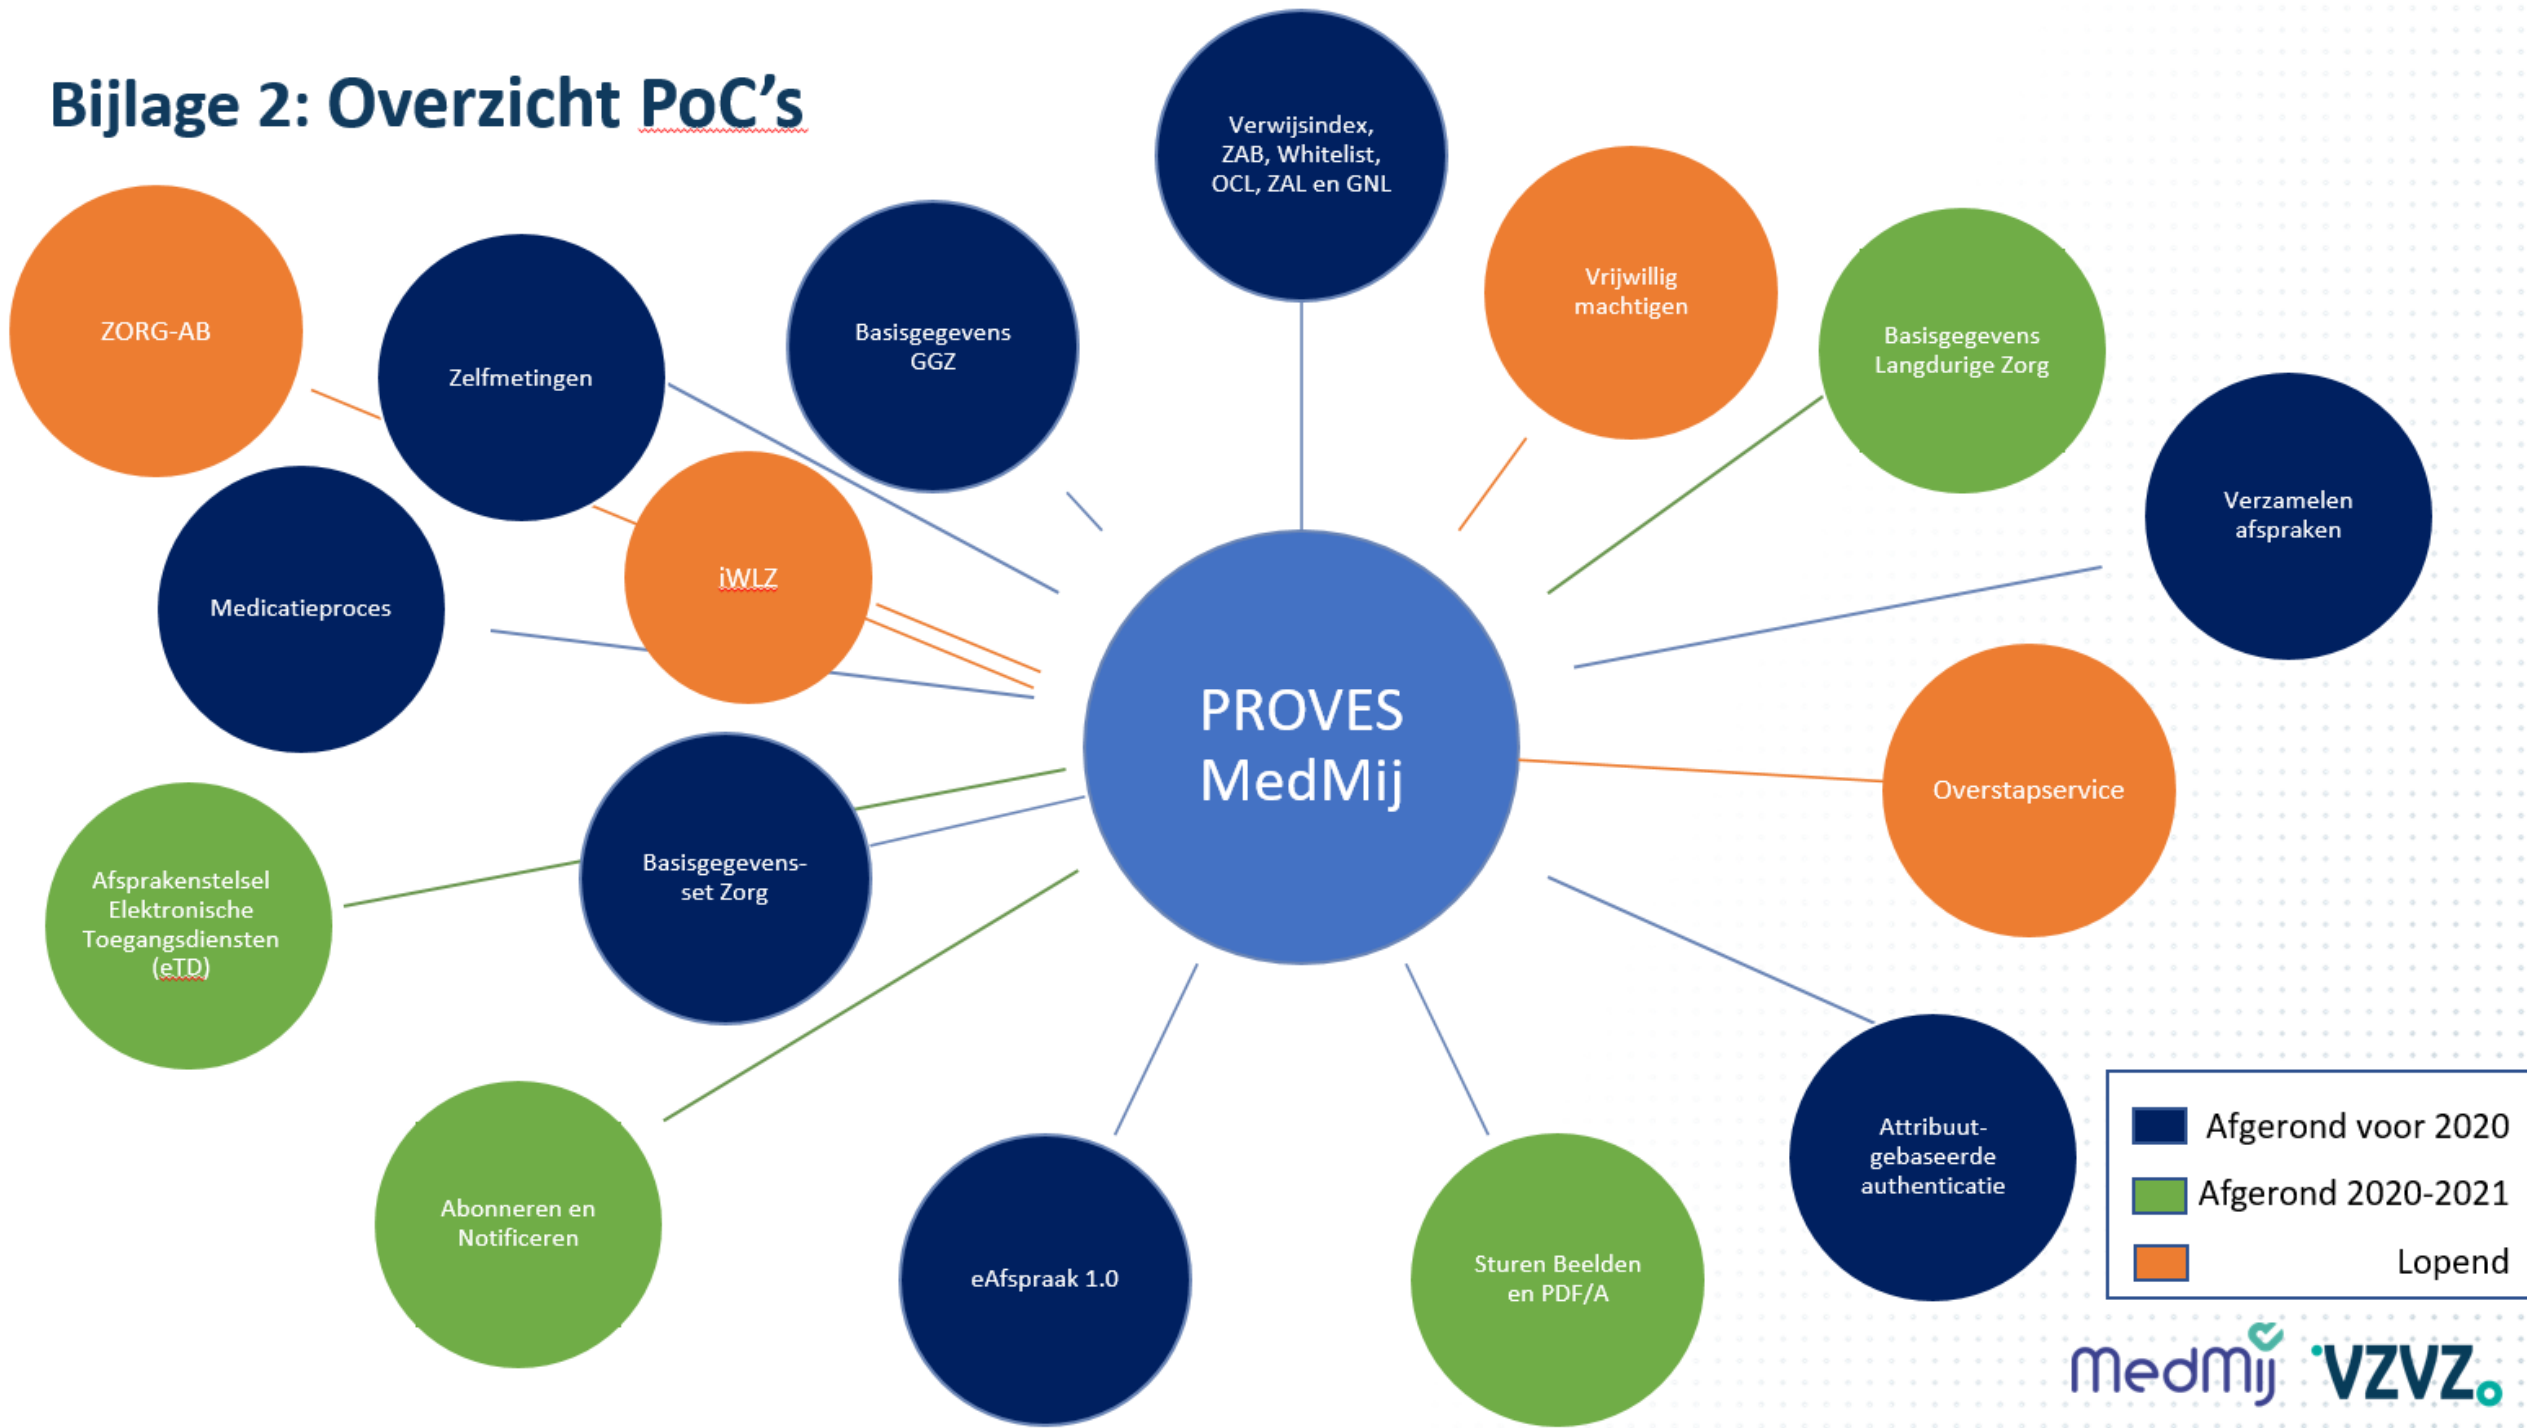 Bijlage 2: Overzicht PoC’s
Verwijsindex,
ZAB, Whitelist,
OCL, ZAL en GNL
Vrijwillig
machtigen
Basisgegevens
Langdurige Zorg
ZORG-AB
Zelfmetingen
Basisgegevens
GGZ
Verzamelen
afspraken
iWLZ
Medicatieproces
PROVES
MedMij
Overstapservice
Basisgegevens-
set Zorg
Afsprakenstelsel
Elektronische
Toegangsdiensten
(eTD)
Attribuut-
gebaseerde
authenticatie
Abonneren en
Notificeren
eAfspraak 1.0
Sturen Beelden
en PDF/A
Afgerond voor 2020
Afgerond 2020-2021
Lopend
MedMij
VZVZ